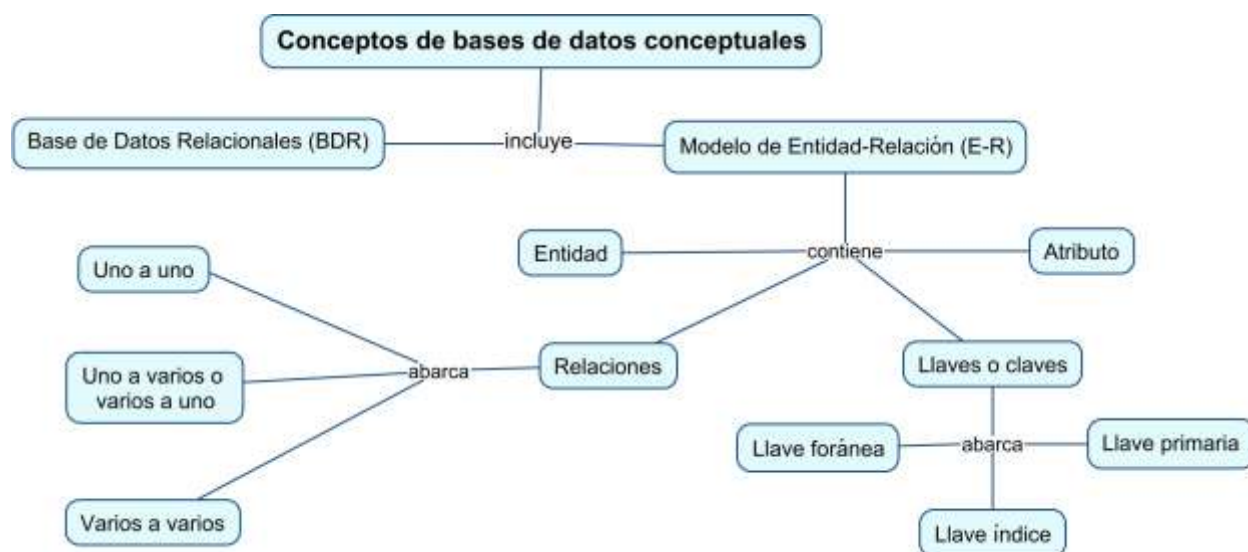 Conceptos de bases de datos conceptuales
Base de Datos Relacionales (BDR)
incluye
Modelo de Entidad-Relación (E-R)
Entidad
contiene
Atributo
Uno a uno
Uno a varios o
varios a uno
abarca
Relaciones
Llaves o claves
Varios a varios
Llave foránea
abarca
Llave primaria
Llave índice